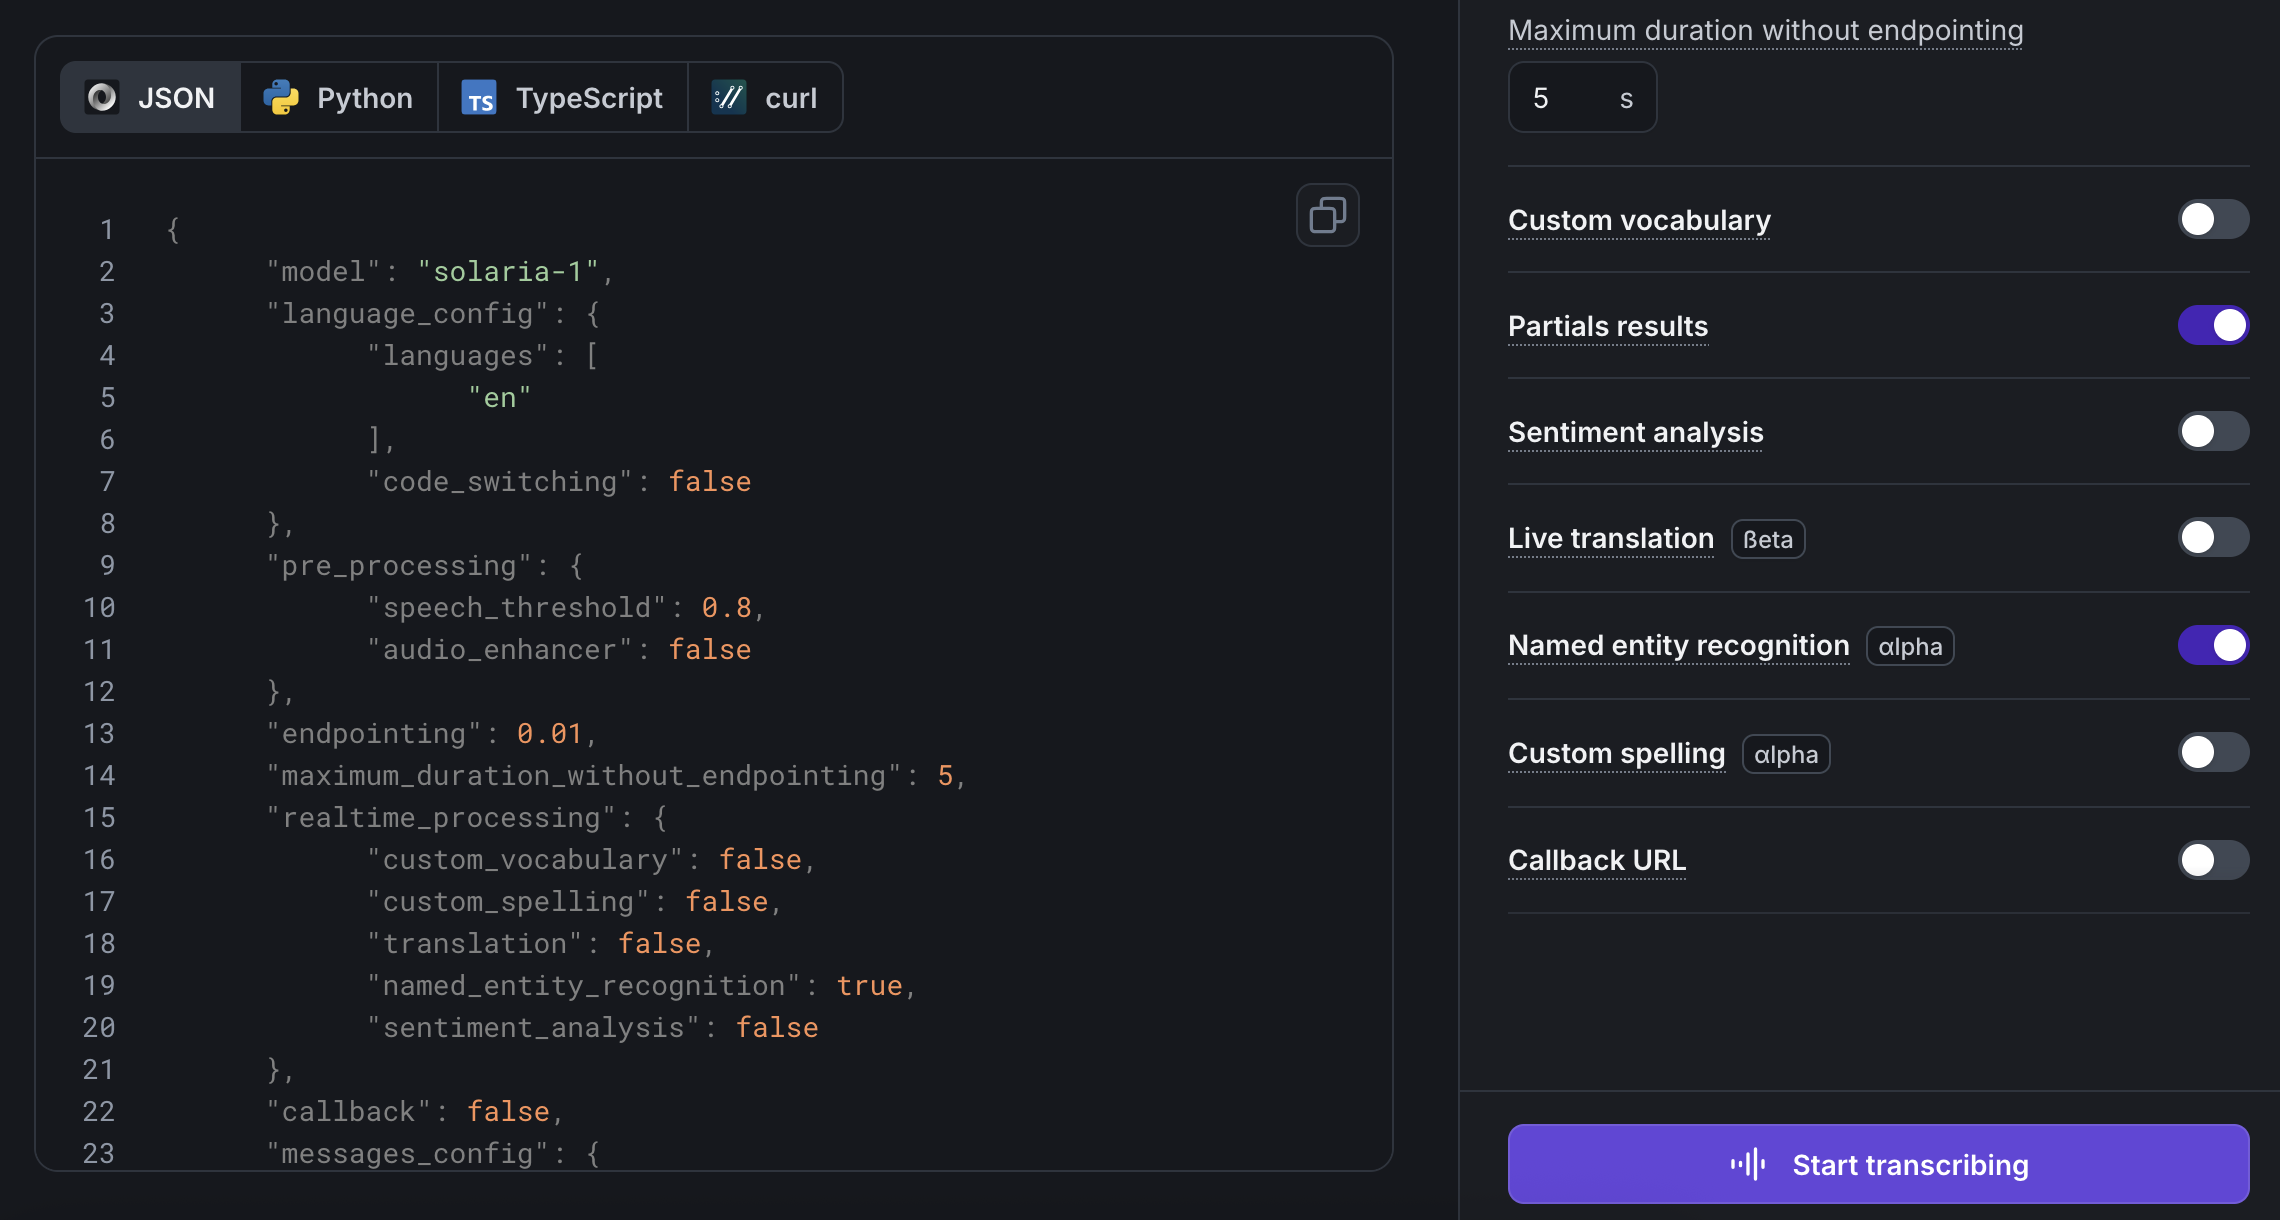 JSON Python TypeScript curl
1 {
2 "model": "solaria-1",
3 "language_config": {
4 "languages": [
5 "en"
6 ],
7 "code_switching": false
8 },
9 "pre_processing": {
10 "speech_threshold": 0.8,
11 "audio_enhancer": false
12 },
13 "endpointing": 0.01,
14 "maximum_duration_without_endpointing": 5,
15 "realtime_processing": {
16 "custom_vocabulary": false,
17 "custom_spelling": false,
18 "translation": false,
19 "named_entity_recognition": true,
20 "sentiment_analysis": false
21 },
22 "callback": false,
23 "messages_config": {
Maximum duration without endpointing
5 s
Custom vocabulary
Partials results
Sentiment analysis
Live translation ßeta
Named entity recognition αlpha
Custom spelling αlpha
Callback URL
Start transcribing